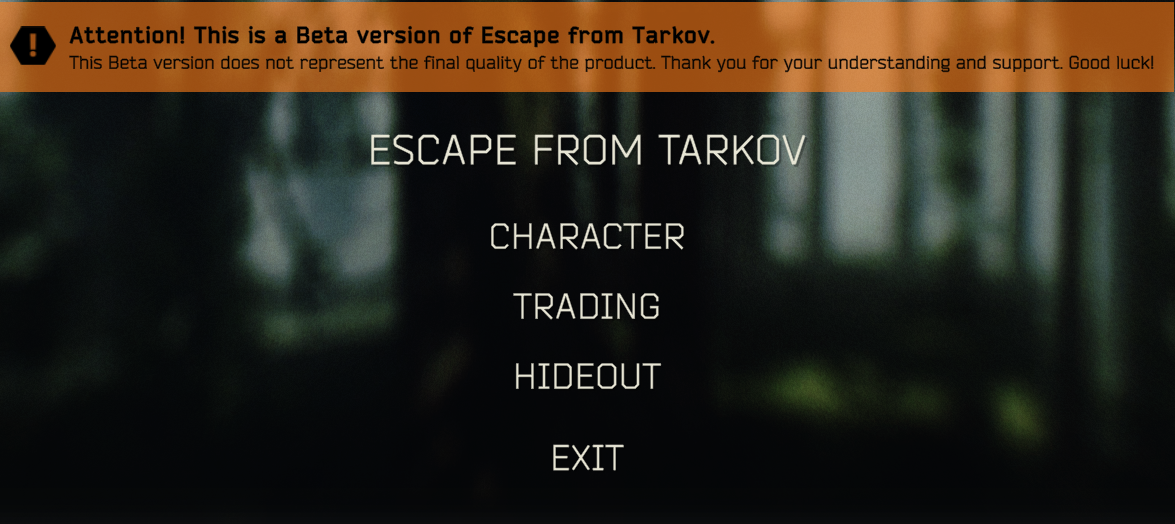 Attention! This is a Beta version of Escape from Tarkov.
This Beta version does not represent the final quality of the product. Thank you for your understanding and support. Good luck!
ESCAPE FROM TARKOV
CHARACTER
TRADING
HIDEOUT
EXIT